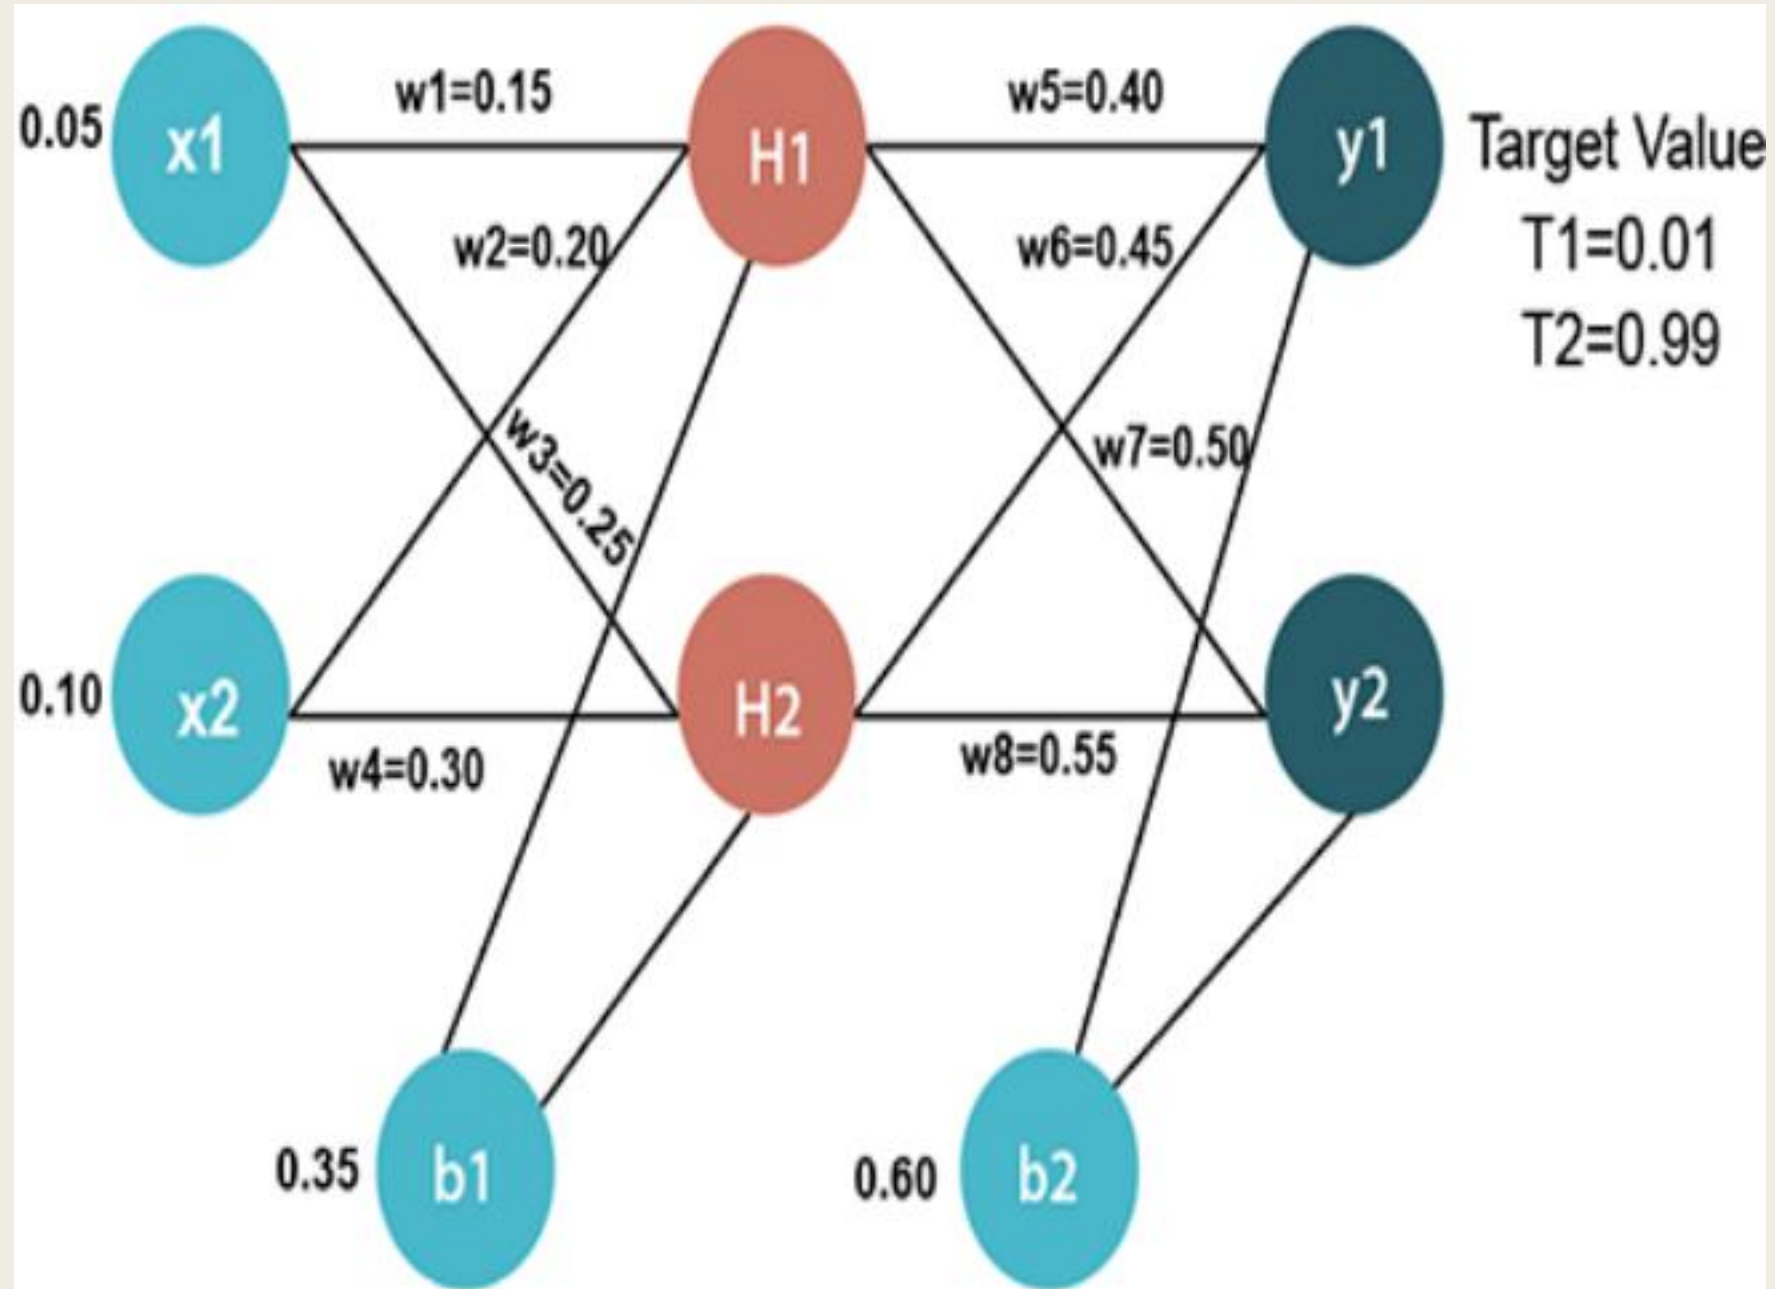 w1=0.15
w5=0.40
0.05
x1
H1
y1
Target Value
w2=0.20
w6=0.45
T1=0.01
T2=0.99
w3=0.25
w7=0.50
0.10
x2
H2
y2
w4=0.30
w8=0.55
0.35
b1
0.60
b2